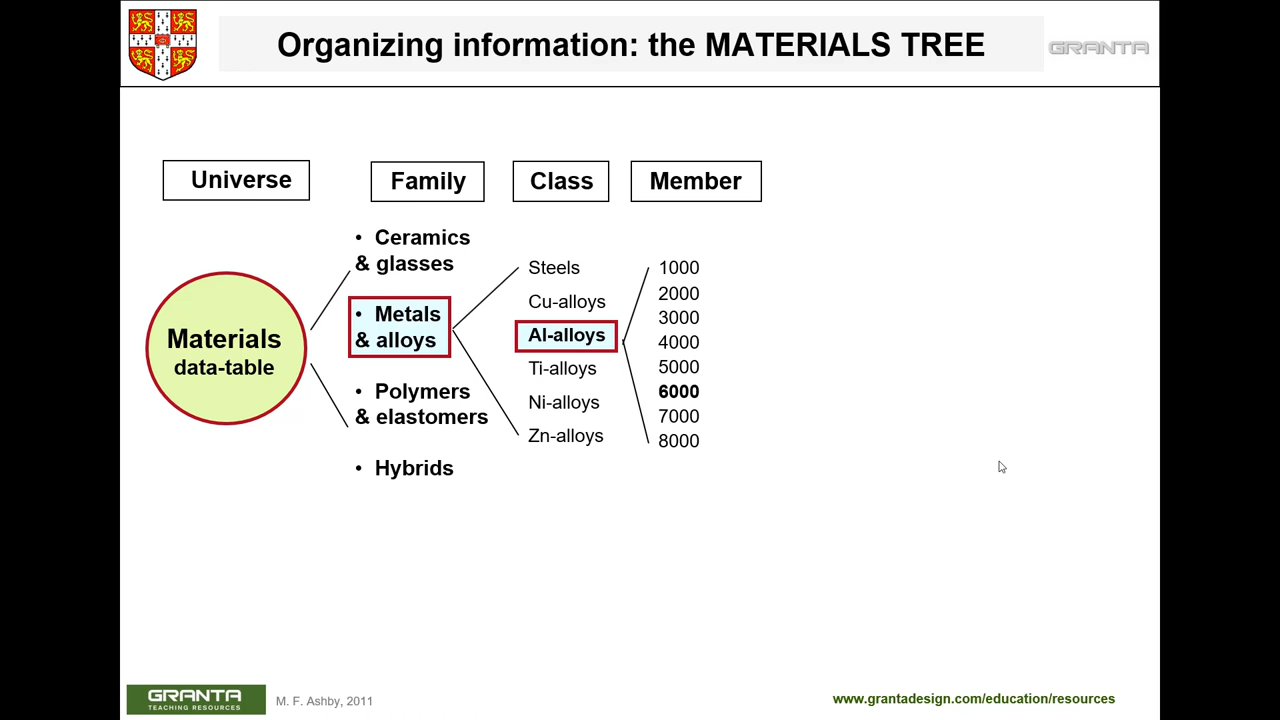 Organizing information: the MATERIALS TREE
GRANTA
Universe
Family
Class
Member
Materials
data-table
• Ceramics
& glasses
• Metals
& alloys
• Polymers
& elastomers
• Hybrids
Steels
Cu-alloys
Al-alloys
Ti-alloys
Ni-alloys
Zn-alloys
1000
2000
3000
4000
5000
6000
7000
8000
GRANTA
TEACHING RESOURCES
M. F. Ashby, 2011
www.grantadesign.com/education/resources